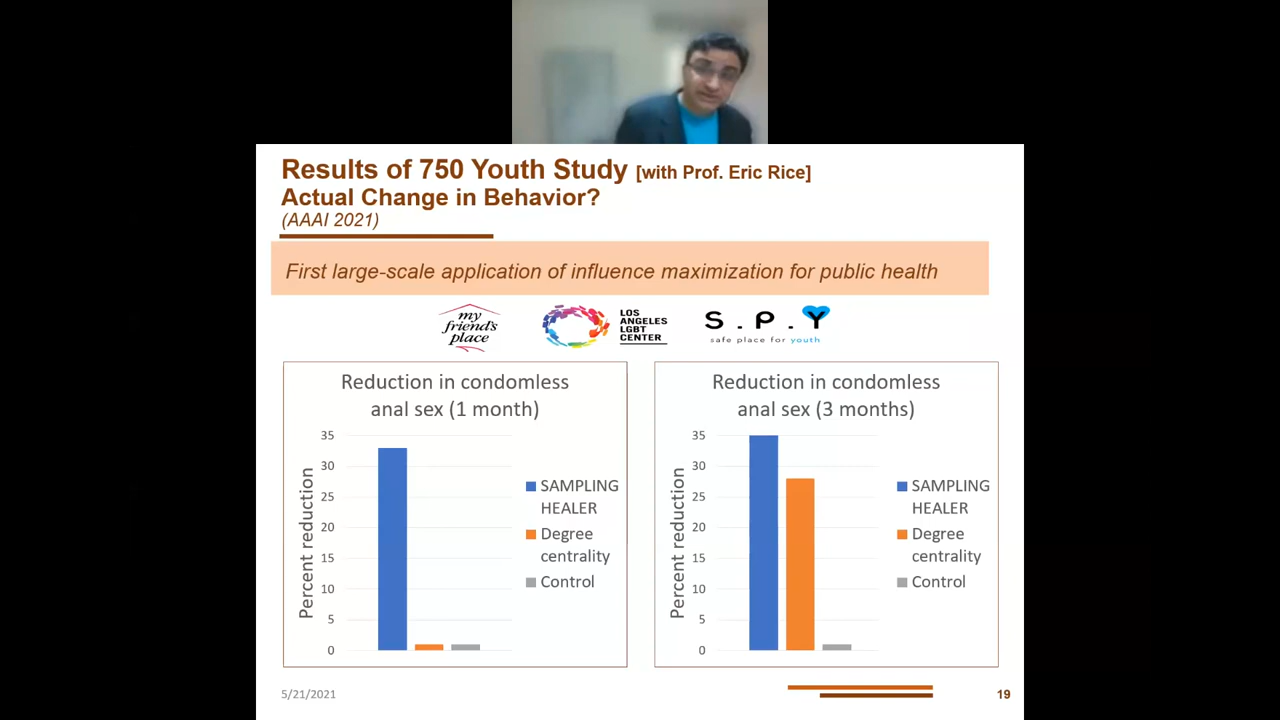 Results of 750 Youth Study [with Prof. Eric Rice]
Actual Change in Behavior?
(AAAI 2021)
First large-scale application of influence maximization for public health
my
friend's
place
LOS
ANGELES
LGBT
CENTER
S.P.Y
safe place for youth
Reduction in condomless
anal sex (1 month)
35
30
25
20
15
10
5
0
Percent reduction
SAMPLING
HEALER
Degree
centrality
Control
Reduction in condomless
anal sex (3 months)
35
30
25
20
15
10
5
0
Percent reduction
SAMPLING
HEALER
Degree
centrality
Control
5/21/2021
19